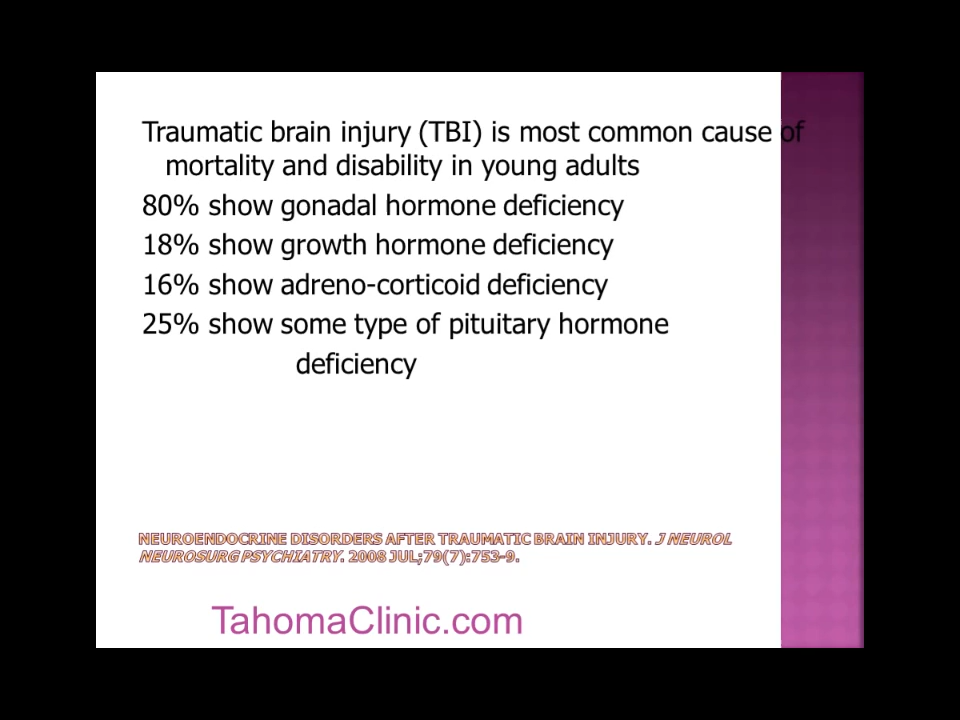 Traumatic brain injury (TBI) is most common cause of
mortality and disability in young adults
80% show gonadal hormone deficiency
18% show growth hormone deficiency
16% show adreno-corticoid deficiency
25% show some type of pituitary hormone
deficiency
NEUROENDOCRINE DISORDERS AFTER TRAUMATIC BRAIN INJURY. J NEUROL
NEUROSURG PSYCHIATRY. 2008 JUL;79(7):753-9.
TahomaClinic.com